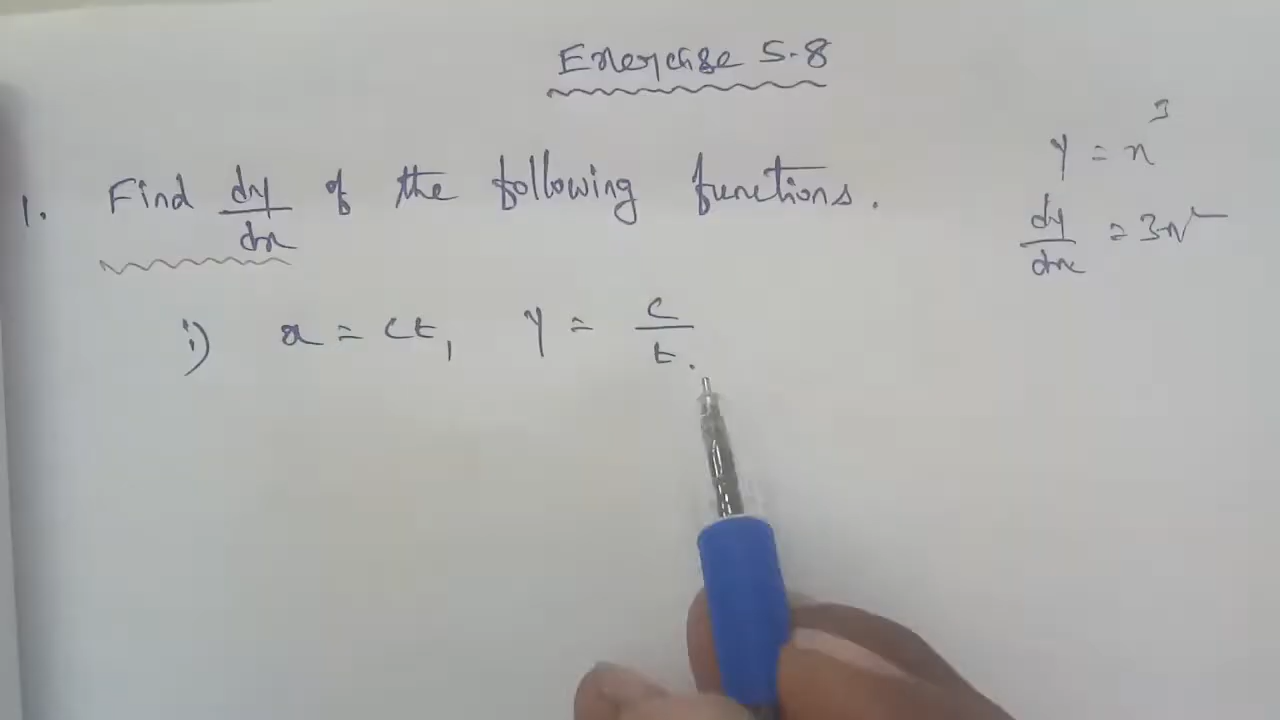 Exercise 5.8
1. Find dy/dx of the following functions.
i) x = ct, y = c/t.
y = x³
dy/dx = 3x²